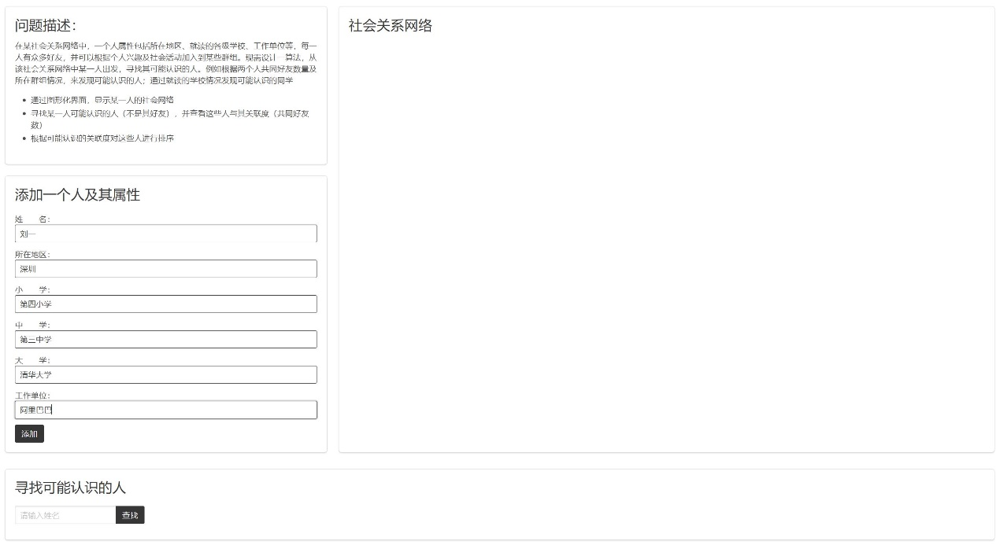 问题描述：
在某社会关系网络中，一个人属性包括所在地区、就读的各级学校、工作单位等，每一
人有众多好友，并可以根据个人兴趣及社会活动加入到某些群组。现需设计一算法，从
该社会关系网络中某一人出发，寻找其可能认识的人。例如根据两个人共同好友数量及
所在群组情况，来发现可能认识的人；通过就读的学校情况发现可能认识的同学
• 通过图形化界面，显示某一人的社会网络
• 寻找某一人可能认识的人（不是其好友），并查看这些人与其关联度（共同好友
数）
• 根据可能认识的关联度对这些人进行排序
添加一个人及其属性
姓 名：
刘一
所在地区：
深圳
小 学：
第四小学
中 学：
第三中学
大 学：
清华大学
工作单位：
阿里巴巴
添加
社会关系网络
寻找可能认识的人
请输入姓名 查找